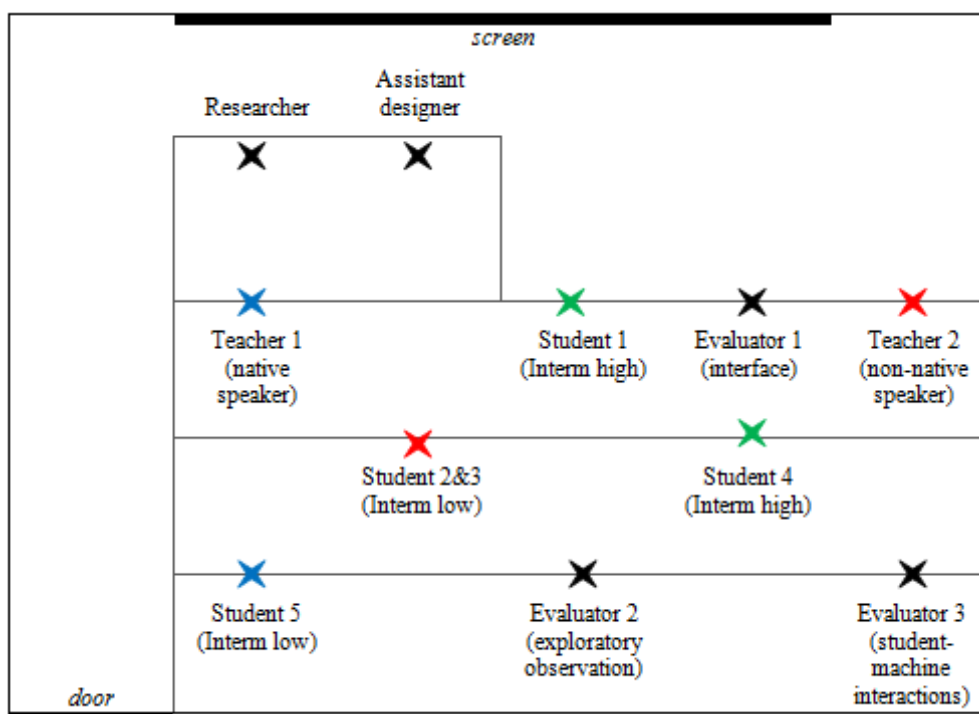 screen
Researcher
Assistant
designer
Teacher 1
(native
speaker)
Student 1
(Interm high)
Evaluator 1
(interface)
Teacher 2
(non-native
speaker)
Student 2&3
(Interm low)
Student 4
(Interm high)
Student 5
(Interm low)
Evaluator 2
(exploratory
observation)
Evaluator 3
(student-
machine
interactions)
door